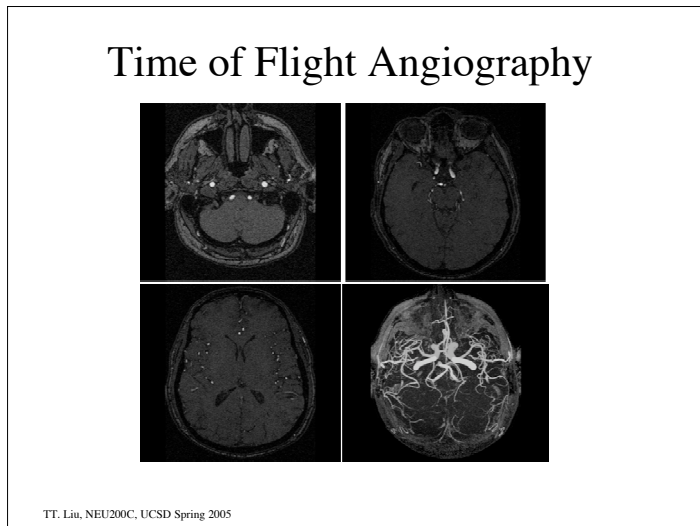 Time of Flight Angiography
TT. Liu, NEU200C, UCSD Spring 2005